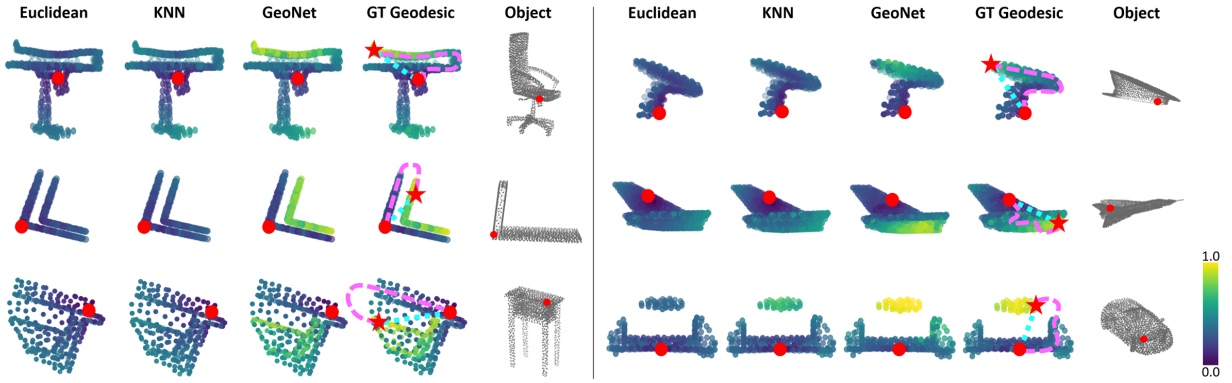 Euclidean KNN GeoNet GT Geodesic Object Euclidean KNN GeoNet GT Geodesic Object
1.0
0.0